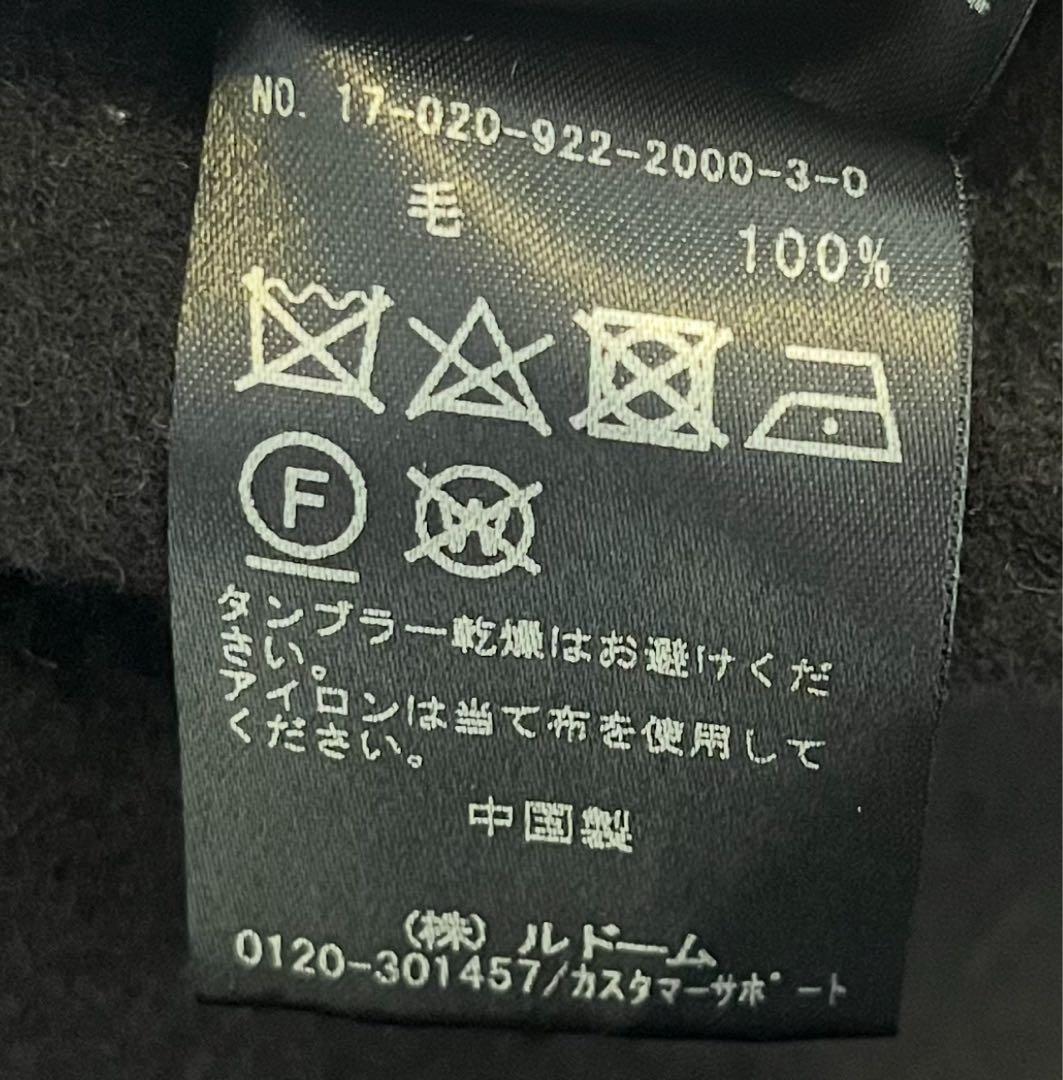 NO. 17-020-922-2000-3-0
毛 100%
F
W
タンブラー乾燥はお避けくだ
さい。
アイロンは当て布を使用して
ください。
中国製
(株)ルドーム
0120-301457/カスタマーサポート